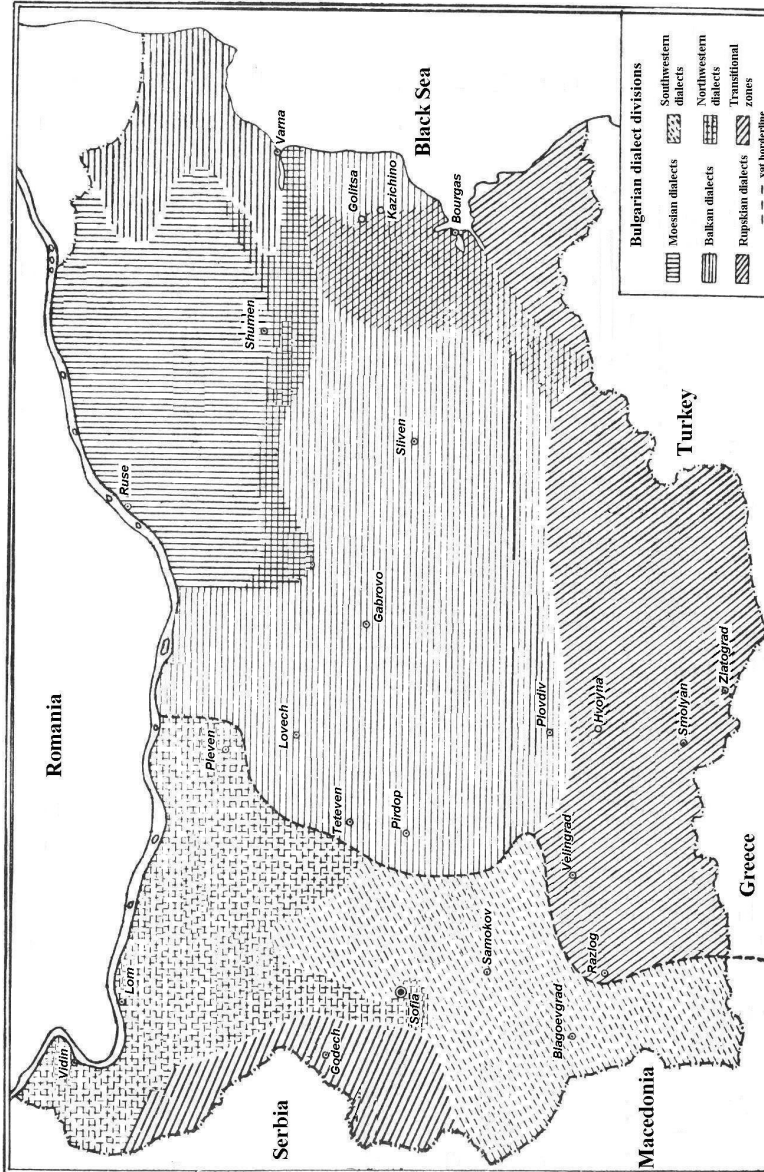 Romania
Black Sea
Serbia
Macedonia
Greece
Turkey
Vidin
Lom
Pleven
Ruse
Shumen
Varna
Golitsa
Kazichino
Bourgas
Godech
Sofia
Teteven
Lovech
Gabrovo
Pirdop
Sliven
Samokov
Blagoevgrad
Razlog
Velingrad
Plovdiv
Hvoyna
Smolyan
Zlatograd
Bulgarian dialect divisions
Moesian dialects
Balkan dialects
Rupskian dialects
yat borderline
Southwestern
dialects
Northwestern
dialects
Transitional
zones